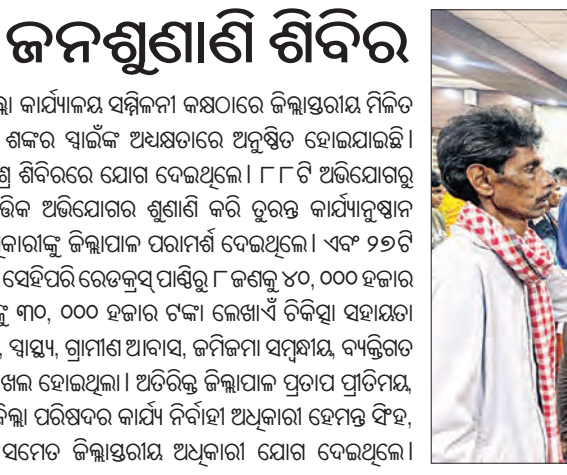 ଜନଶୁଣାଣି ଶିବିର
କାର୍ଯ୍ୟାଳୟ ସମ୍ମିଳନୀ କକ୍ଷଠାରେ ଜିଲ୍ଲାସ୍ତରୀୟ ମିଳିତ
ଶଙ୍କର ସ୍ୱାଇଁଙ୍କ ଅଧ୍ୟକ୍ଷତାରେ ଅନୁଷ୍ଠିତ ହୋଇଯାଇଛି।
ଶିବିରରେ ଯୋଗ ଦେଇଥିଲେ। ୮୮ଟି ଅଭିଯୋଗରୁ
ଅଭିଯୋଗର ଶୁଣାଣି କରି ତୁରନ୍ତ କାର୍ଯ୍ୟାନୁଷ୍ଠାନ
ଜିଲ୍ଲାପାଳ ପରାମର୍ଶ ଦେଇଥିଲେ। ଏବଂ ୨୭ଟି
ସେହିପରି ରେଡକ୍ରସ୍ ପାଣ୍ଠିରୁ ୮ ଜଣକୁ ୪୦, ୦୦୦ ହଜାର
୩୦, ୦୦୦ ହଜାର ଟଙ୍କା ଲେଖାଏଁ ଚିକିତ୍ସା ସହାୟତା
, ସ୍ୱାସ୍ଥ୍ୟ, ଗ୍ରାମୀଣ ଆବାସ, ଜମିଜମା ସମ୍ବନ୍ଧୀୟ, ବ୍ୟକ୍ତିଗତ
ହୋଇଥିଲା। ଅତିରିକ୍ତ ଜିଲ୍ଲାପାଳ ପ୍ରତାପ ପ୍ରୀତିମୟ,
ପରିଷଦର କାର୍ଯ୍ୟ ନିର୍ବାହୀ ଅଧିକାରୀ ହେମନ୍ତ ସିଂହ,
ସମେତ ଜିଲ୍ଲାସ୍ତରୀୟ ଅଧିକାରୀ ଯୋଗ ଦେଇଥିଲେ।